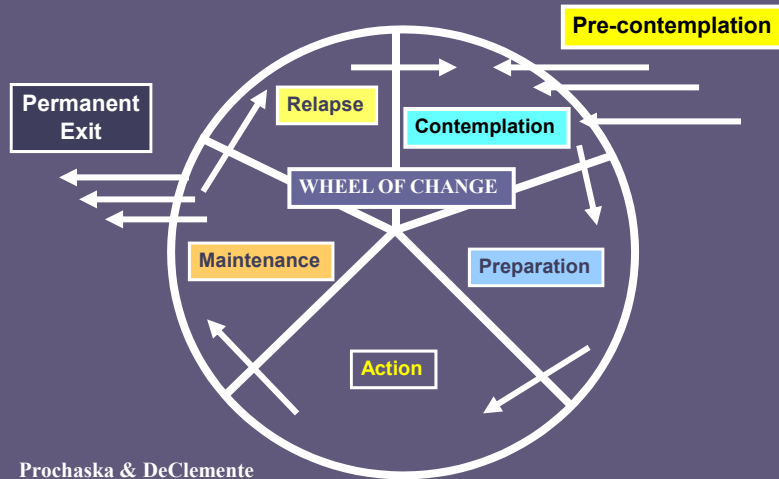 Pre-contemplation
Permanent
Exit
Relapse
Contemplation
WHEEL OF CHANGE
Maintenance
Preparation
Action
Prochaska & DeClemente